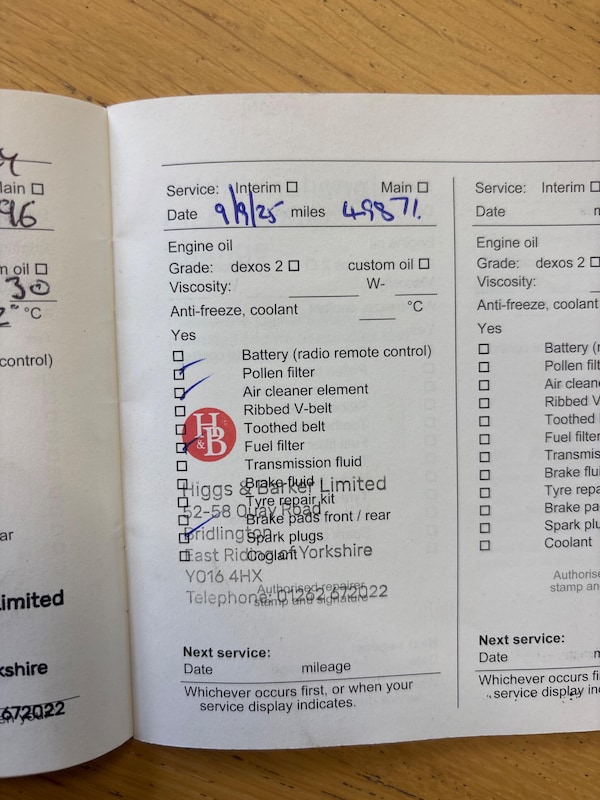 4
Main
96
m oil
30
2° °C
control)
ar
Limited
kshire
672022
Service: Interim Main
Date 9/9/25 miles 49871.
Engine oil
Grade: dexos 2 custom oil
Viscosity: W-
Anti-freeze, coolant °C
Yes
Battery (radio remote control)
Pollen filter
Air cleaner element
Ribbed V-belt
Toothed belt
Fuel filter
Transmission fluid
Brake fluid
Tyre repair kit
Brake pads front / rear
Spark plugs
Coolant
H&B
Higgs & Barker Limited
52-58 Quay Road
Bridlington
East Riding of Yorkshire
YO16 4HX
Telephone: 01262 672022
Authorised repairer
stamp and signature
Next service:
Date mileage
Whichever occurs first, or when your
service display indicates.
Service: Interim
Date m
Engine oil
Grade: dexos 2
Viscosity:
Anti-freeze, coolant
Yes
Battery (r
Pollen filt
Air cleane
Ribbed V
Toothed
Fuel filter
Transmis
Brake flui
Tyre repa
Brake pa
Spark plu
Coolant
Authoris
stamp an
Next service:
Date m
Whichever occurs fi
service display in